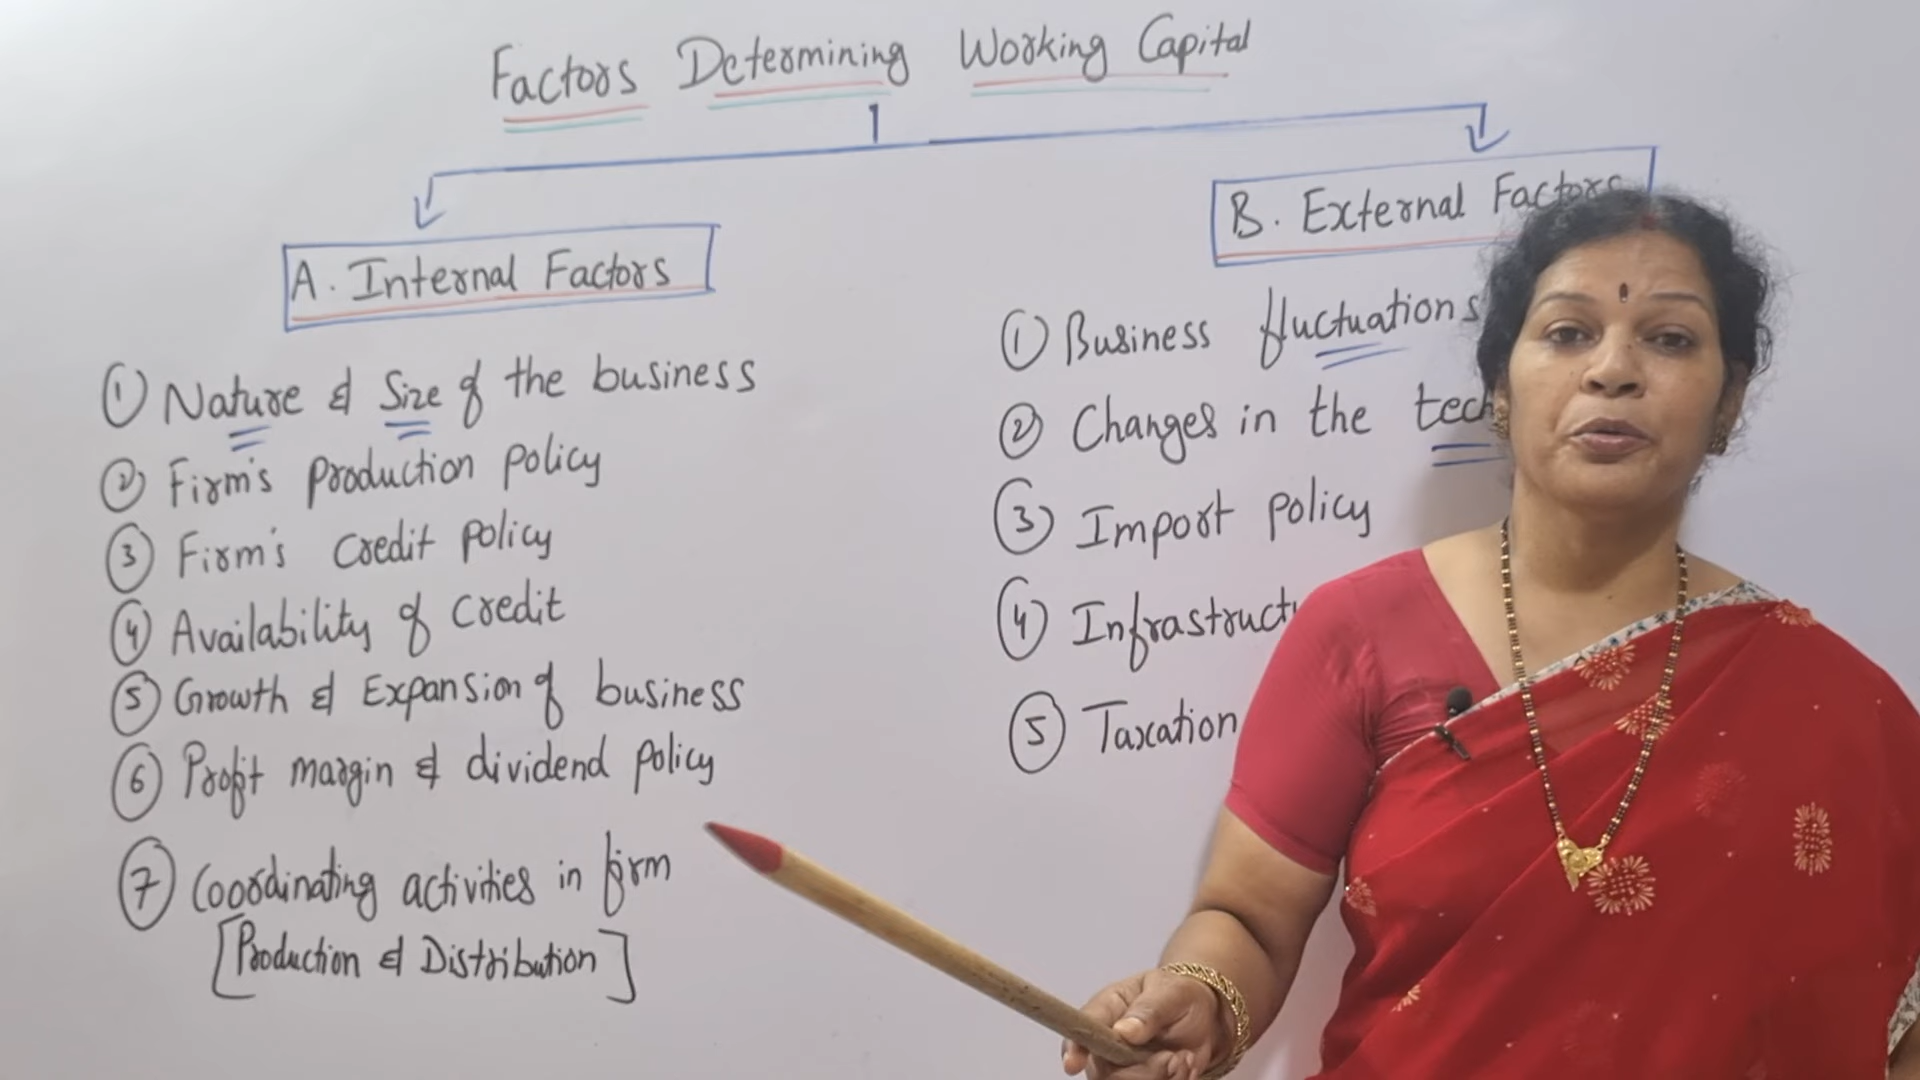 Factors Determining Working Capital
A. Internal Factors
① Nature & Size of the business
② Firm's production policy
③ Firm's credit policy
④ Availability of credit
⑤ Growth & Expansion of business
⑥ Profit margin & dividend policy
⑦ Coordinating activities in firm
[Production & Distribution]
B. External Factors
① Business fluctuations
② Changes in the
③ Import policy
④
⑤ Taxation